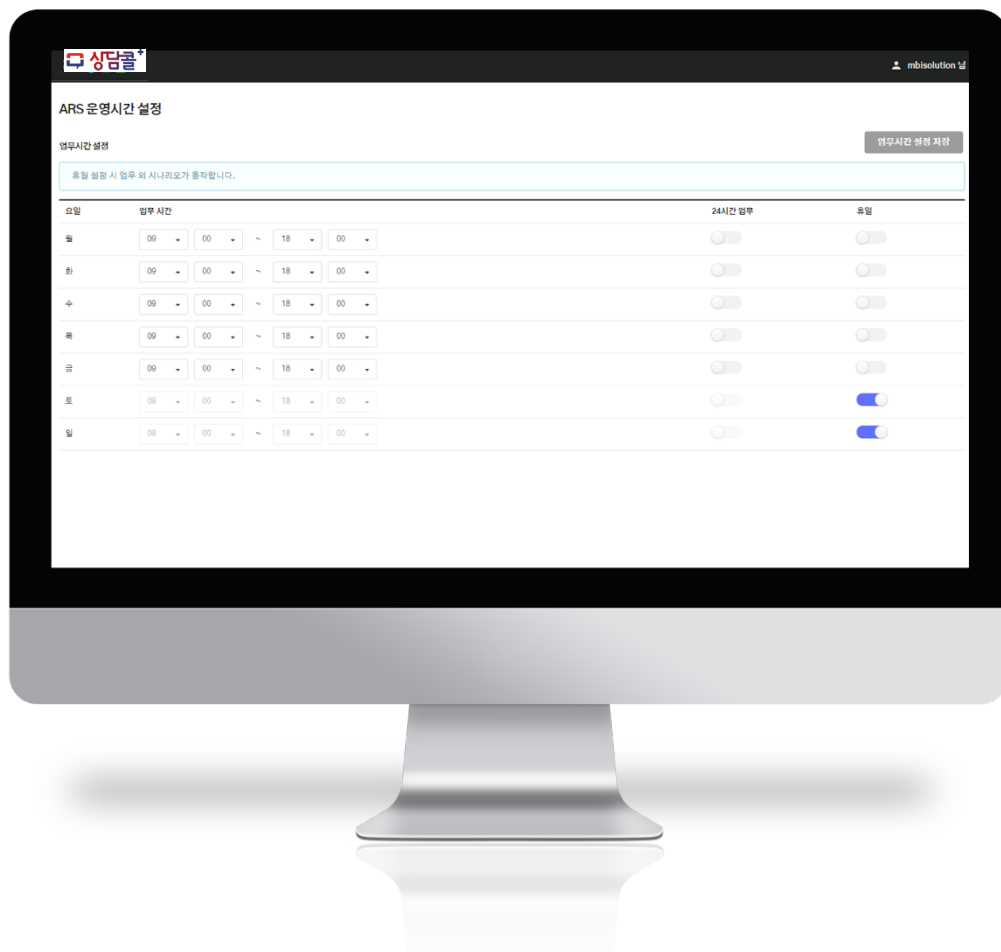 상담콜+
mbisolution 님
ARS 운영시간 설정
업무시간 설정
업무시간 설정 저장
휴일 설정 시 업무 외 시나리오가 동작합니다.
요일 업무 시간 24시간 업무 휴일
월 09 00 ~ 18 00
화 09 00 ~ 18 00
수 09 00 ~ 18 00
목 09 00 ~ 18 00
금 09 00 ~ 18 00
토 09 00 ~ 18 00
일 09 00 ~ 18 00